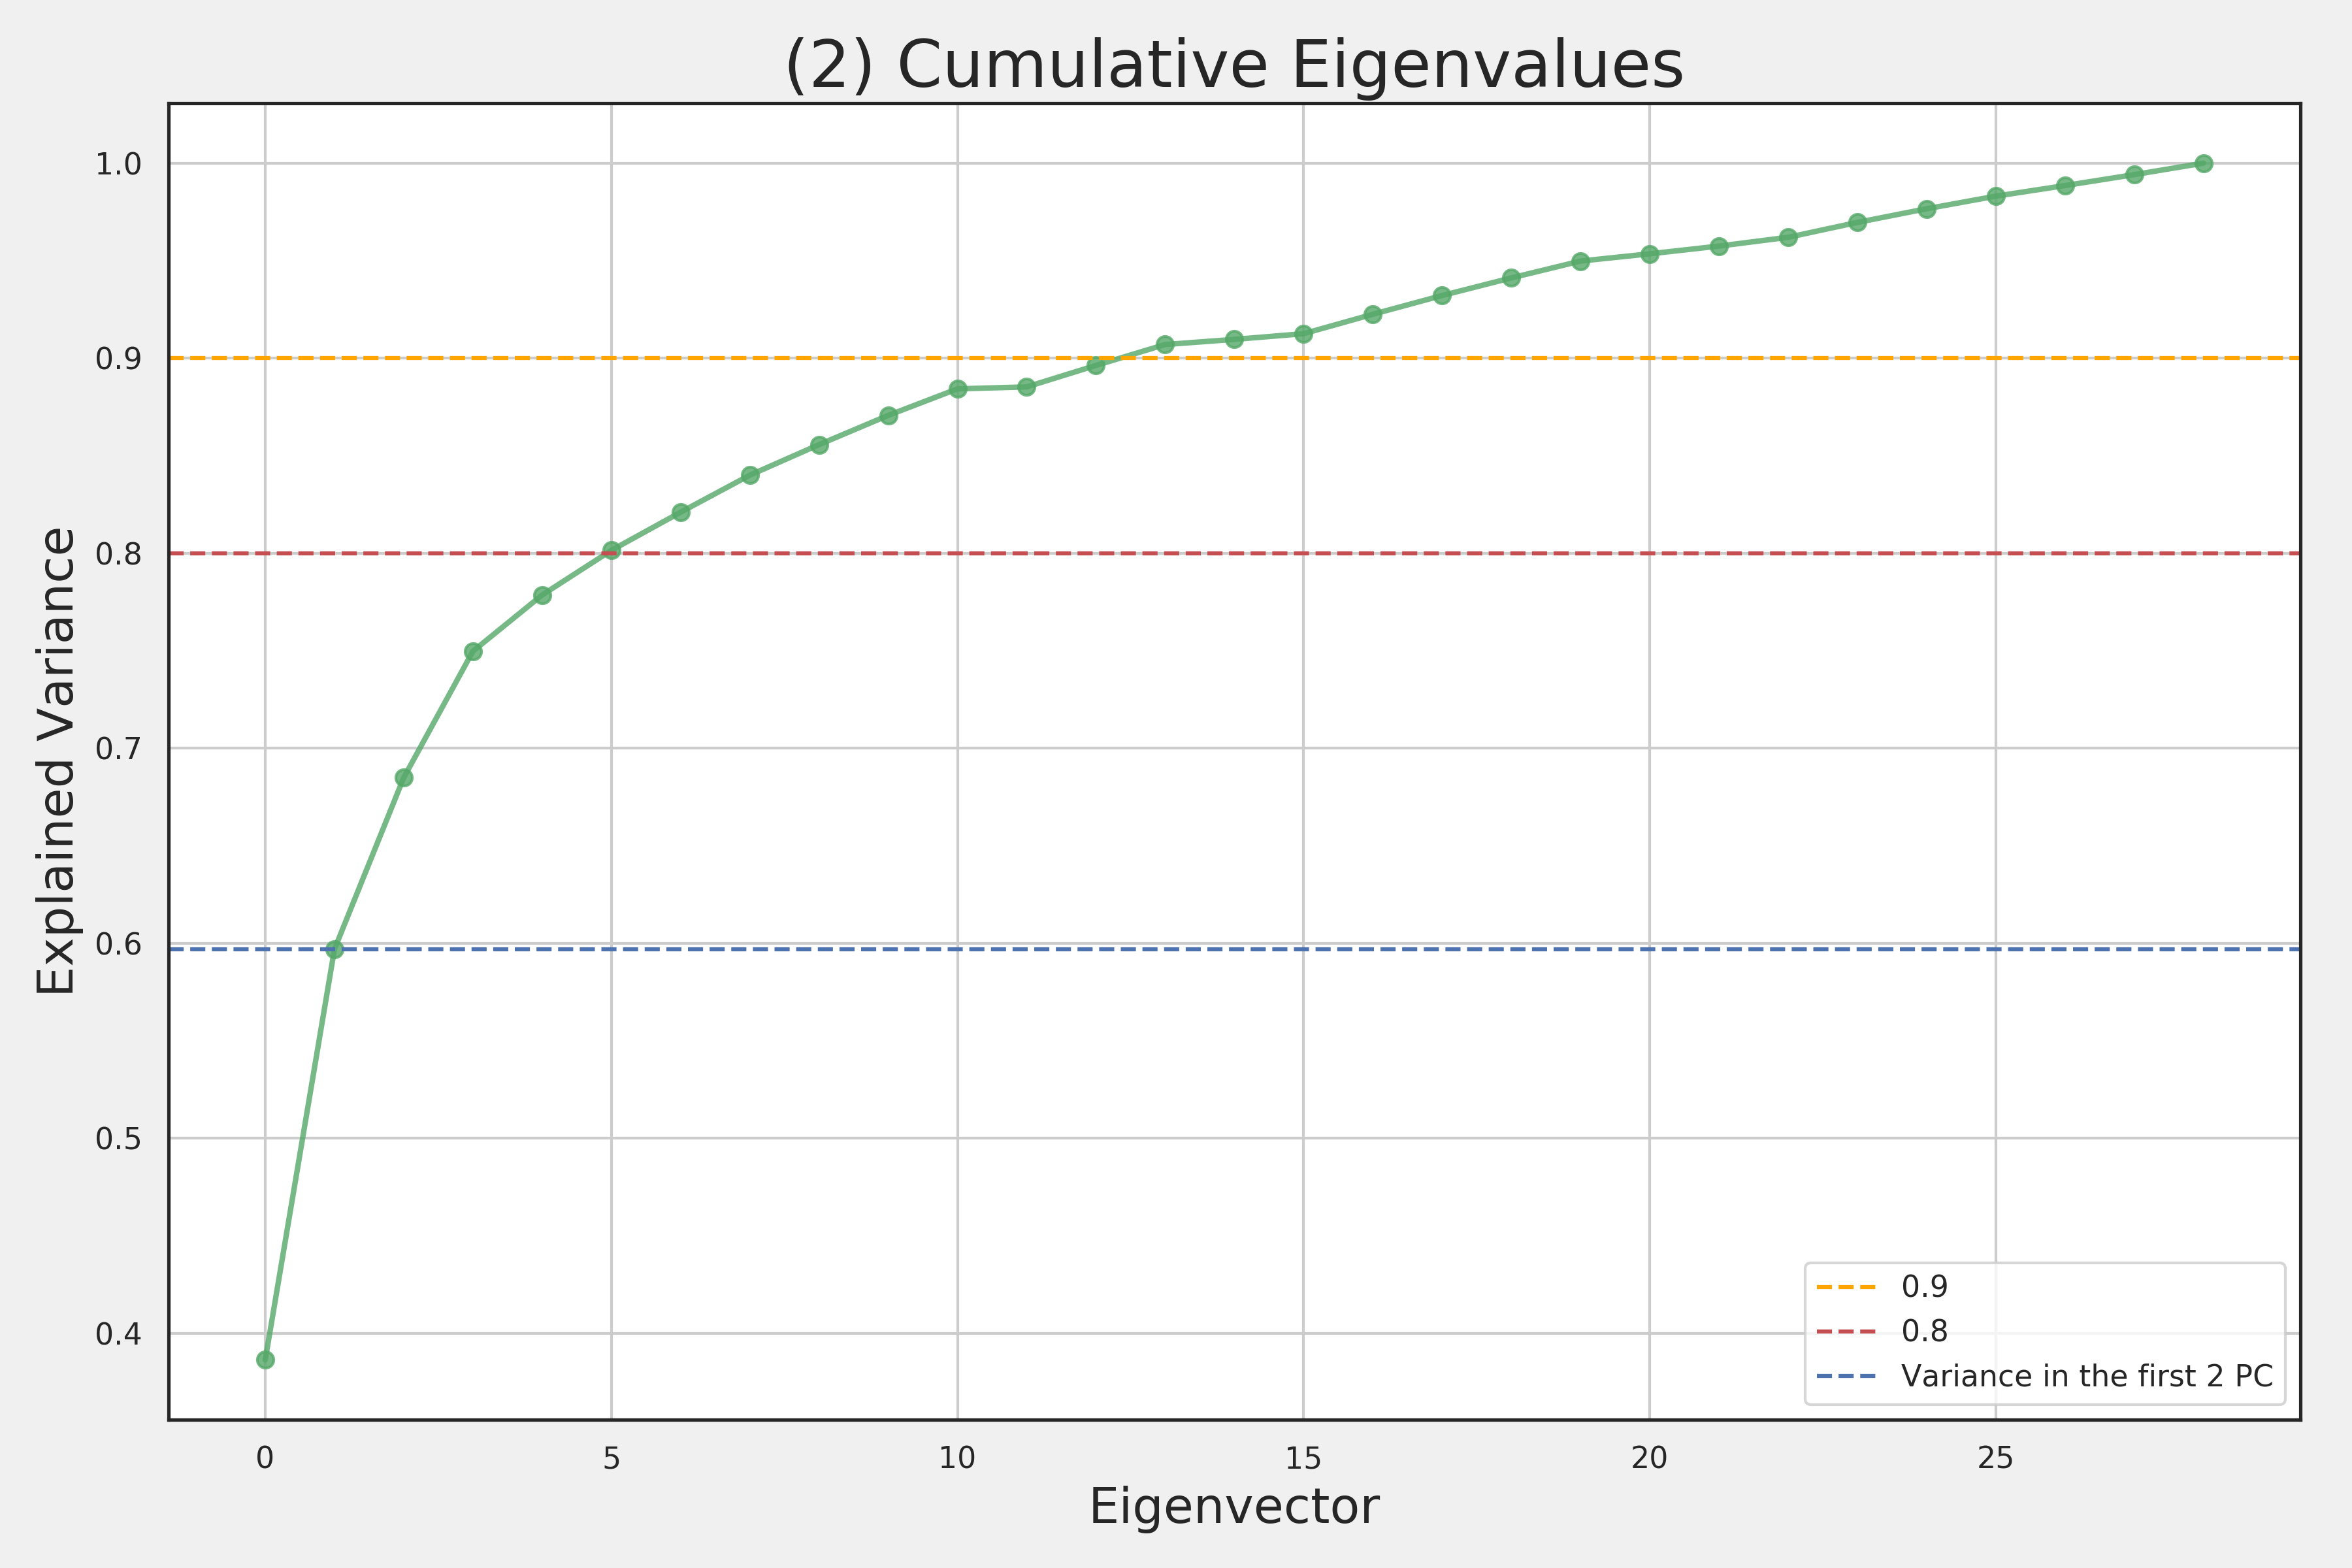 (2) Cumulative Eigenvalues
Explained Variance
1.0
0.9
0.8
0.7
0.6
0.5
0.4
0.9
0.8
Variance in the first 2 PC
0 5 10 15 20 25
Eigenvector